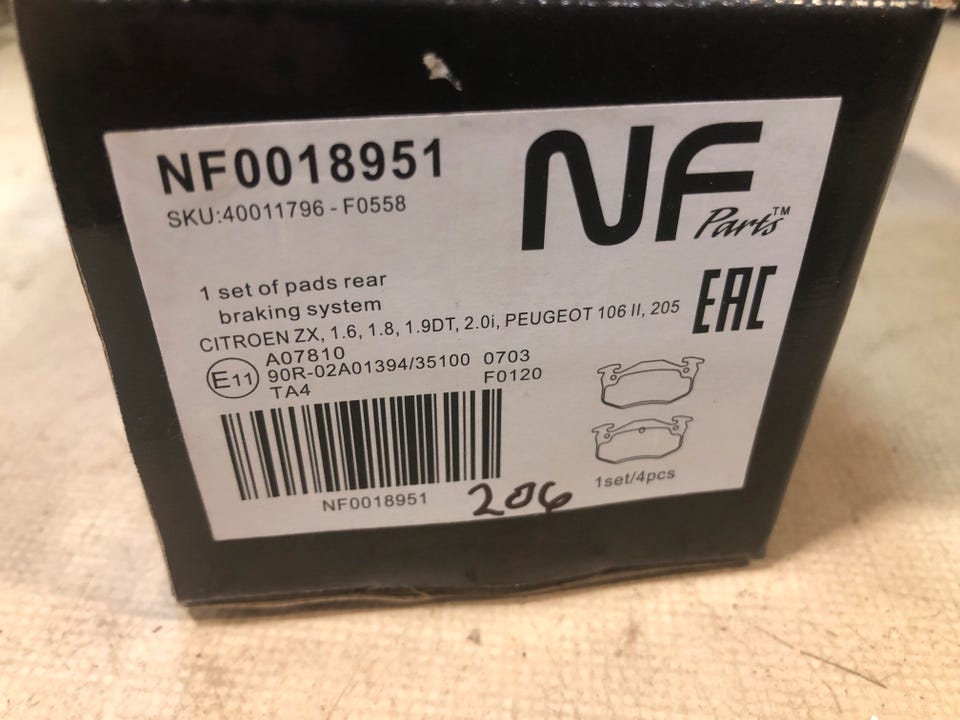 NF0018951
SKU:40011796 - F0558
NF
Parts™
1 set of pads rear
braking system
EAC
CITROEN ZX, 1.6, 1.8, 1.9DT, 2.0i, PEUGEOT 106 II, 205
E11
A07810
90R-02A01394/35100 0703
TA4 F0120
NF0018951
206
1set/4pcs